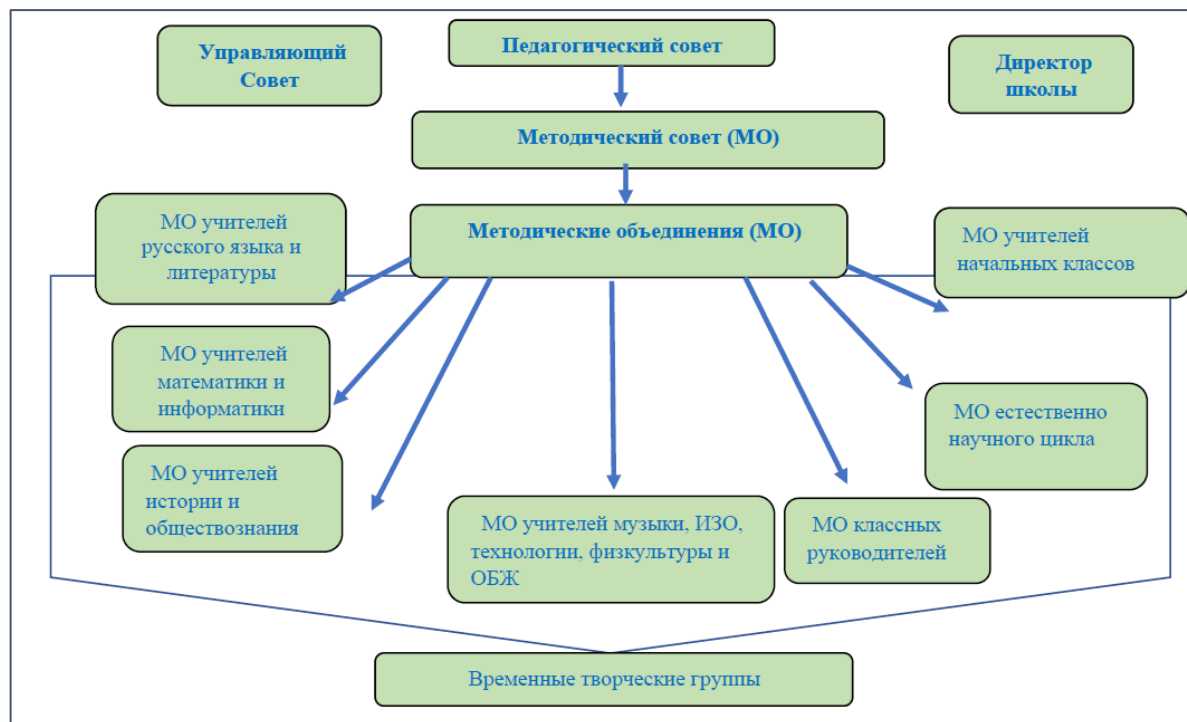 Управляющий
Совет
Педагогический совет
Директор
школы
Методический совет (МО)
Методические объединения (МО)
МО учителей
русского языка и
литературы
МО учителей
начальных классов
МО учителей
математики и
информатики
МО естественно
научного цикла
МО учителей
истории и
обществознания
МО учителей музыки, ИЗО,
технологии, физкультуры и
ОБЖ
МО классных
руководителей
Временные творческие группы